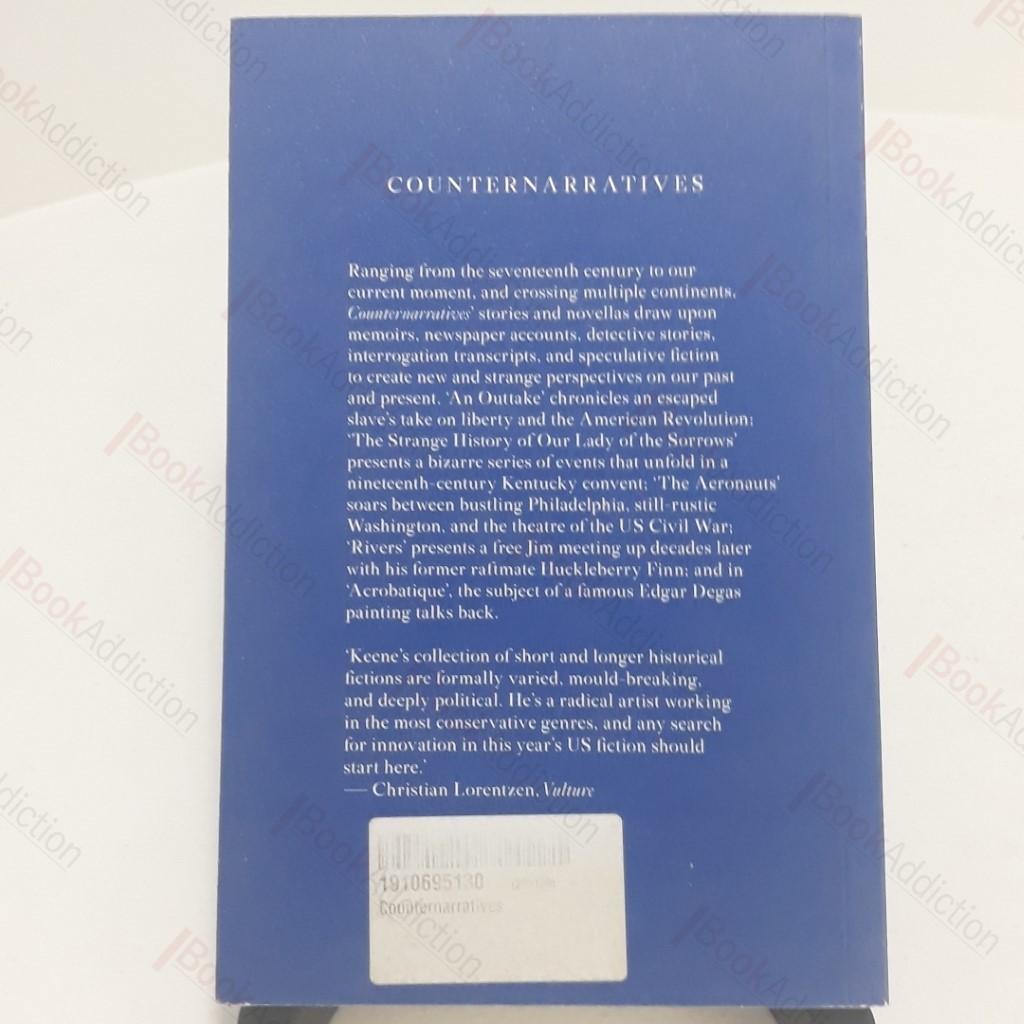 COUNTERNARRATIVES
Ranging from the seventeenth century to our
current moment, and crossing multiple continents,
Counternarratives' stories and novellas draw upon
memoirs, newspaper accounts, detective stories,
interrogation transcripts, and speculative fiction
to create new and strange perspectives on our past
and present. 'An Outtake' chronicles an escaped
slave's take on liberty and the American Revolution;
'The Strange History of Our Lady of the Sorrows'
presents a bizarre series of events that unfold in a
nineteenth-century Kentucky convent; 'The Aeronauts'
soars between bustling Philadelphia, still-rustic
Washington, and the theatre of the US Civil War;
'Rivers' presents a free Jim meeting up decades later
with his former raftmate Huckleberry Finn; and in
'Acrobatique', the subject of a famous Edgar Degas
painting talks back.
'Keene's collection of short and longer historical
fictions are formally varied, mould-breaking,
and deeply political. He's a radical artist working
in the most conservative genres, and any search
for innovation in this year's US fiction should
start here.'
— Christian Lorentzen, Vulture
1910695130
Counternarratives
BookAddiction